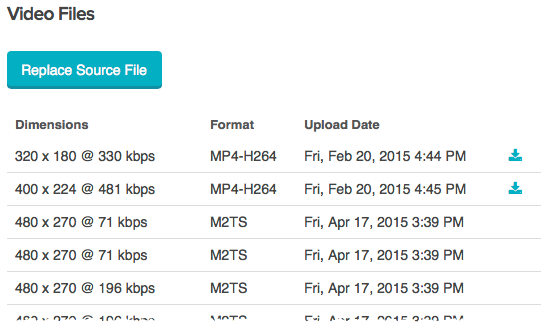 Video Files
Replace Source File
Dimensions Format Upload Date
320 x 180 @ 330 kbps MP4-H264 Fri, Feb 20, 2015 4:44 PM
400 x 224 @ 481 kbps MP4-H264 Fri, Feb 20, 2015 4:45 PM
480 x 270 @ 71 kbps M2TS Fri, Apr 17, 2015 3:39 PM
480 x 270 @ 71 kbps M2TS Fri, Apr 17, 2015 3:39 PM
480 x 270 @ 196 kbps M2TS Fri, Apr 17, 2015 3:39 PM